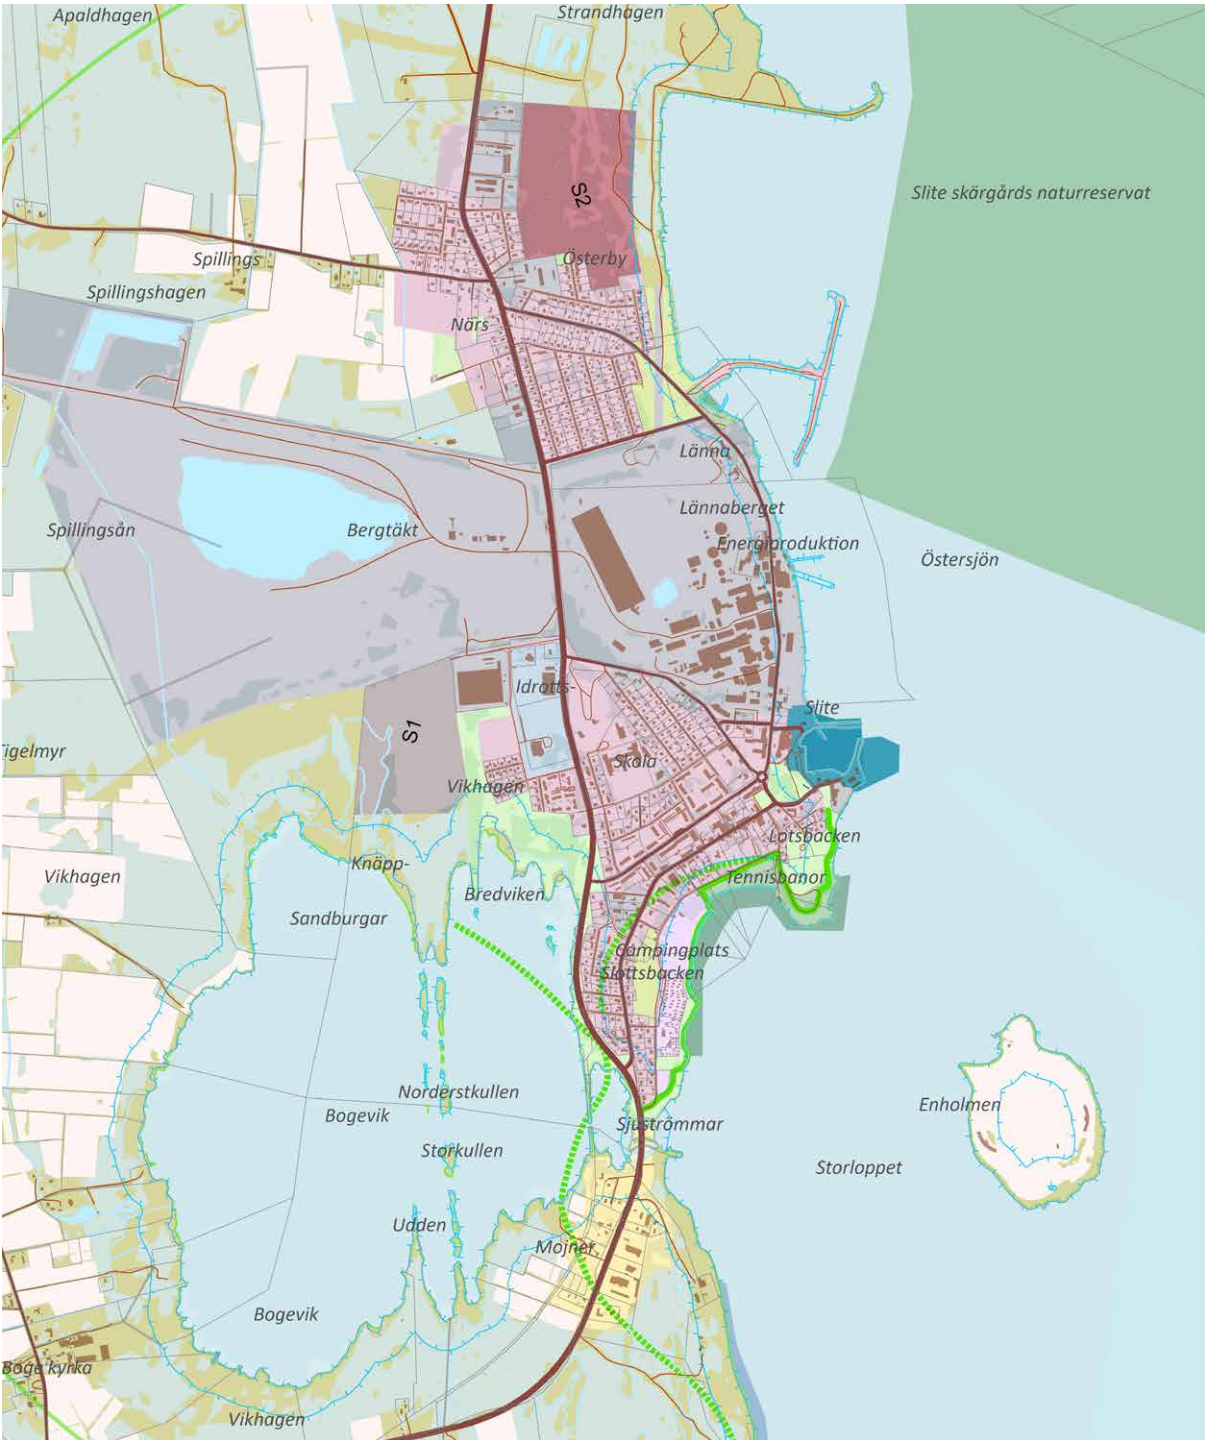 Apaldhagen
Strandhagen
S2
Slite skärgårds naturreservat
Spillings
Österby
Spillingshagen
Närs
Länna
Lännaberget
Spillingsån
Bergtäkt
Energiproduktion
Östersjön
Idrotts-
Slite
S1
igelmyr
Skola
Vikhagen
Lotsbacken
Knäpp-
Vikhagen
Tennisbanor
Bredviken
Sandburgar
Campingplats
Slottsbacken
Norderstkullen
Enholmen
Bogevik
Sjuströmmar
Storkullen
Storloppet
Udden
Mojner
Bogevik
Boge kyrka
Vikhagen